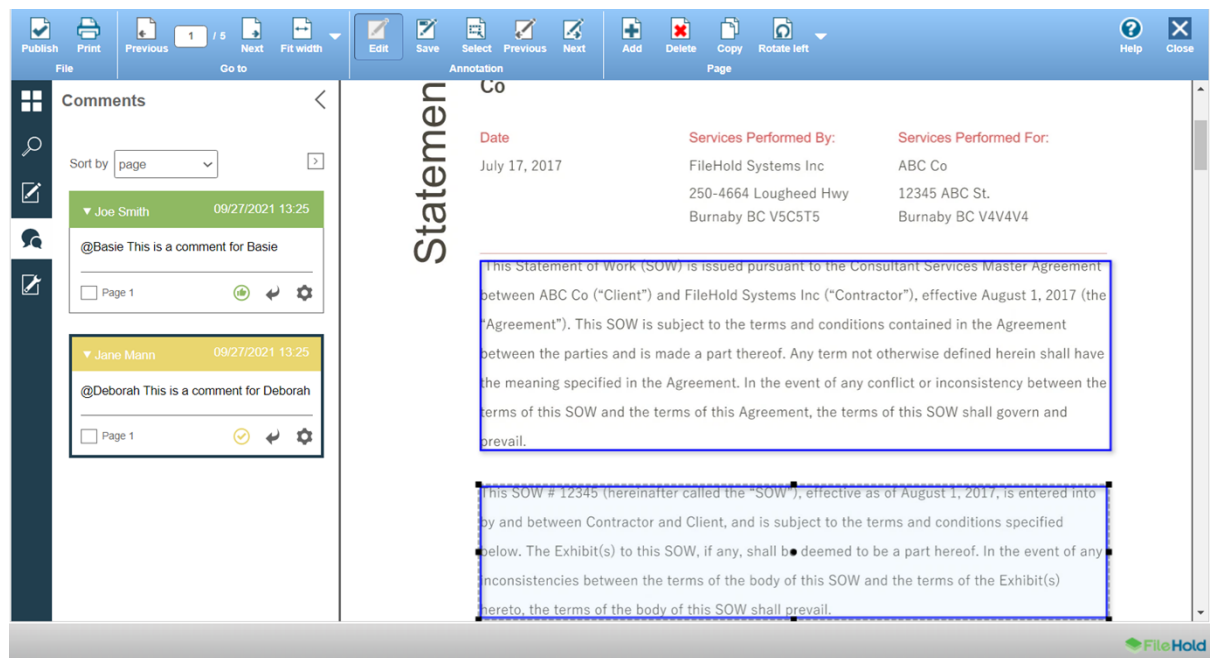 Publish
Print
Previous
1
/ 5
Next
Fit width
Edit
Save
Select
Previous
Next
Add
Delete
Copy
Rotate left
Help
Close
File
Go to
Annotation
Page
Comments
Sort by
page
Joe Smith
09/27/2021 13:25
@Basie This is a comment for Basie
Page 1
Jane Mann
09/27/2021 13:25
@Deborah This is a comment for Deborah
Page 1
Statemen
Co
Date
July 17, 2017
Services Performed By:
FileHold Systems Inc
250-4664 Lougheed Hwy
Burnaby BC V5C5T5
Services Performed For:
ABC Co
12345 ABC St.
Burnaby BC V4V4V4
This Statement of Work (SOW) is issued pursuant to the Consultant Services Master Agreement
between ABC Co (“Client”) and FileHold Systems Inc (“Contractor”), effective August 1, 2017 (the
“Agreement”). This SOW is subject to the terms and conditions contained in the Agreement
between the parties and is made a part thereof. Any term not otherwise defined herein shall have
the meaning specified in the Agreement. In the event of any conflict or inconsistency between the
terms of this SOW and the terms of this Agreement, the terms of this SOW shall govern and
prevail.
This SOW # 12345 (hereinafter called the “SOW”), effective as of August 1, 2017, is entered into
by and between Contractor and Client, and is subject to the terms and conditions specified
below. The Exhibit(s) to this SOW, if any, shall be deemed to be a part hereof. In the event of any
inconsistencies between the terms of the body of this SOW and the terms of the Exhibit(s)
hereto, the terms of the body of this SOW shall prevail.
FileHold